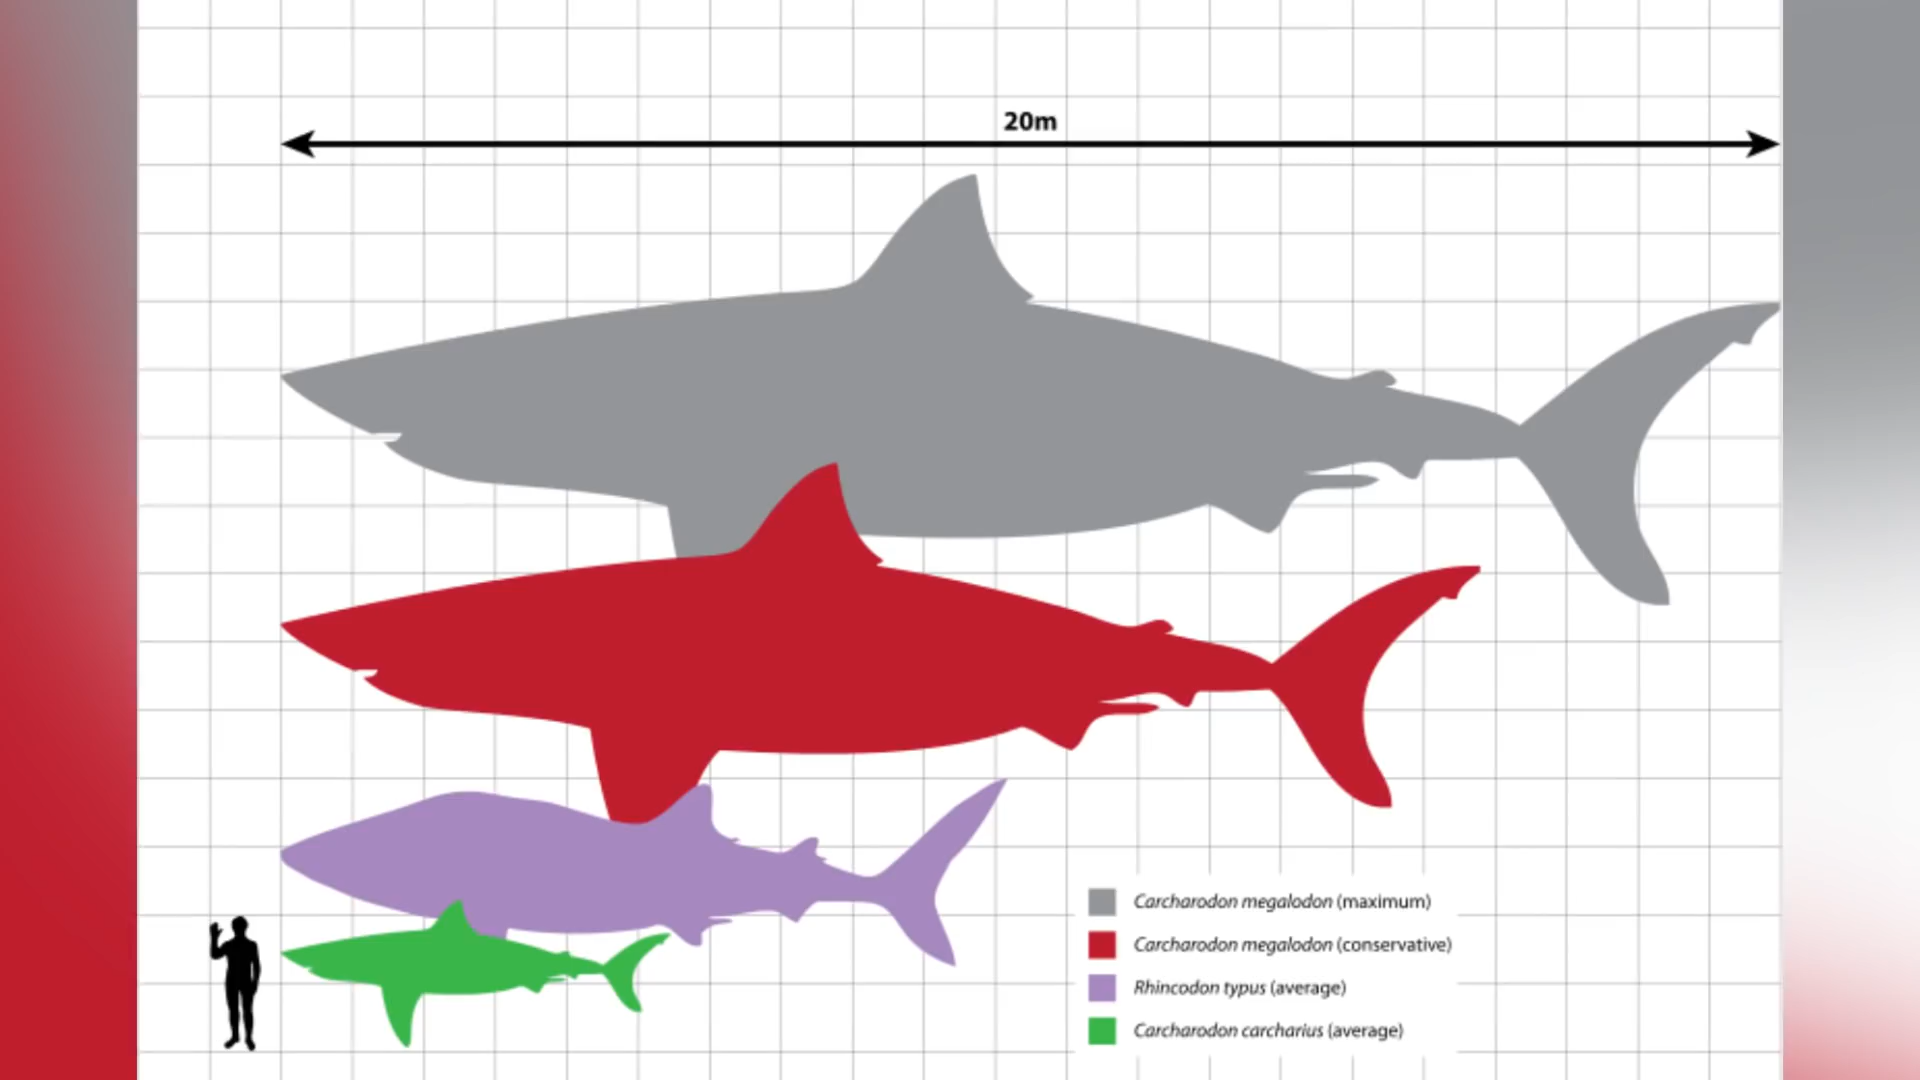 20m
Carcharodon megalodon (maximum)
Carcharodon megalodon (conservative)
Rhincodon typus (average)
Carcharodon carcharius (average)